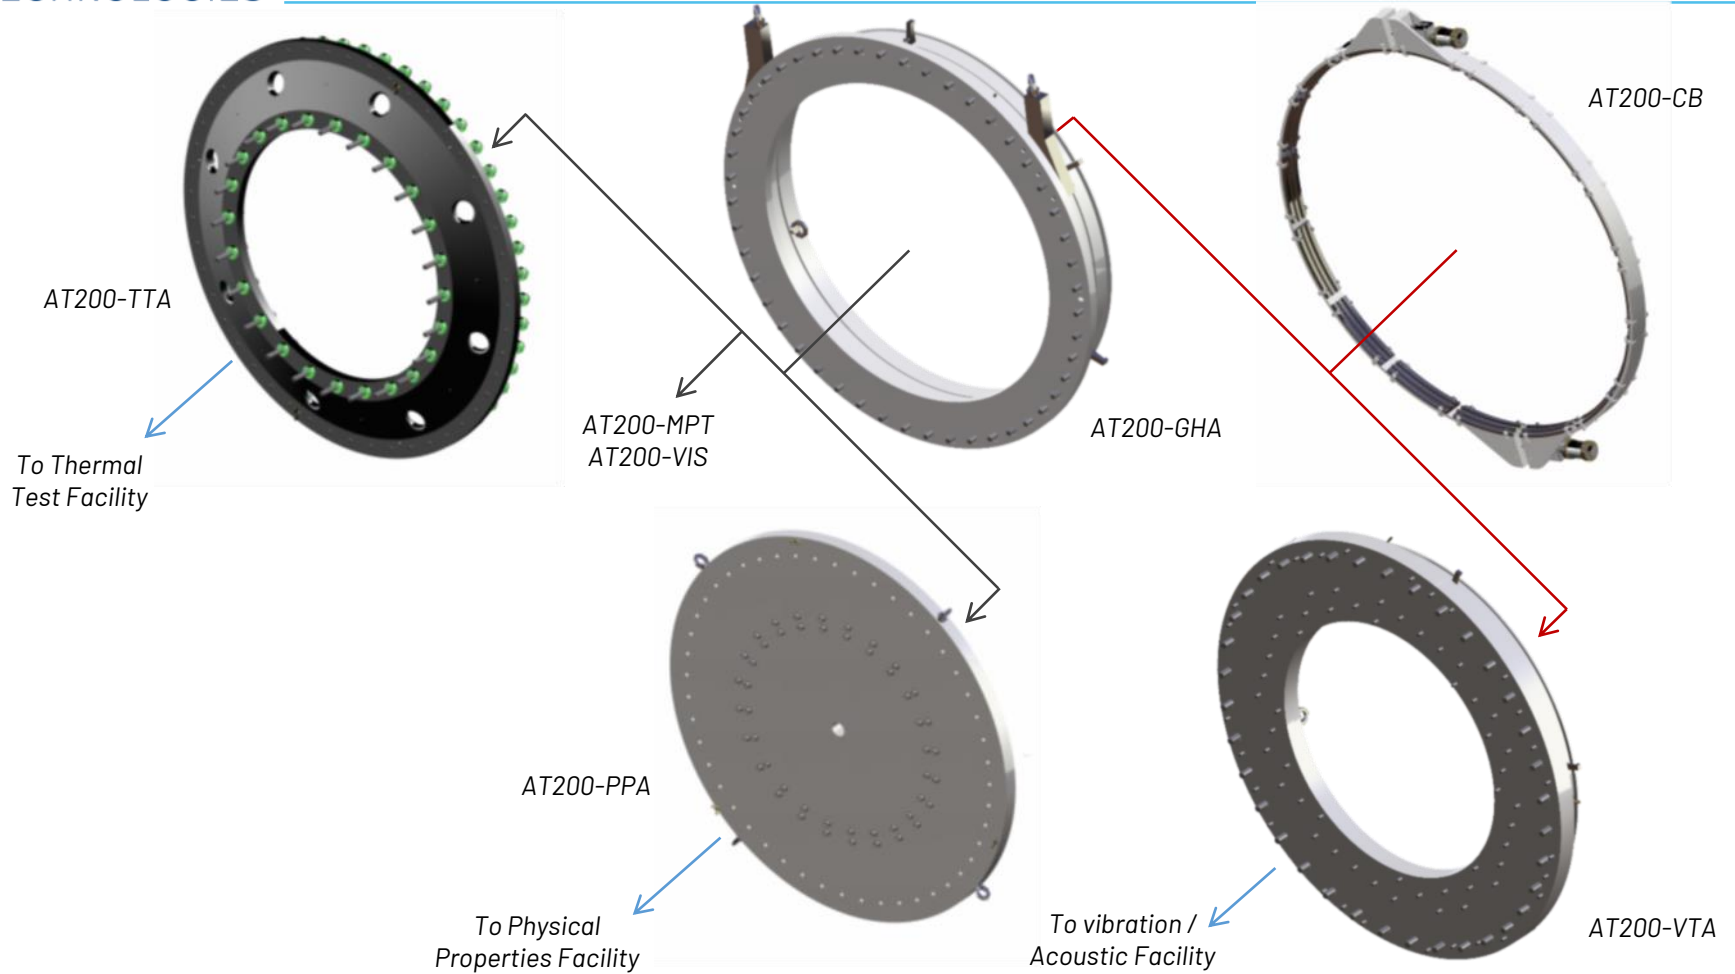 AT200-CB
AT200-TTA
AT200-MPT
AT200-VIS
AT200-GHA
To Thermal
Test Facility
AT200-PPA
To Physical
Properties Facility
To vibration /
Acoustic Facility
AT200-VTA